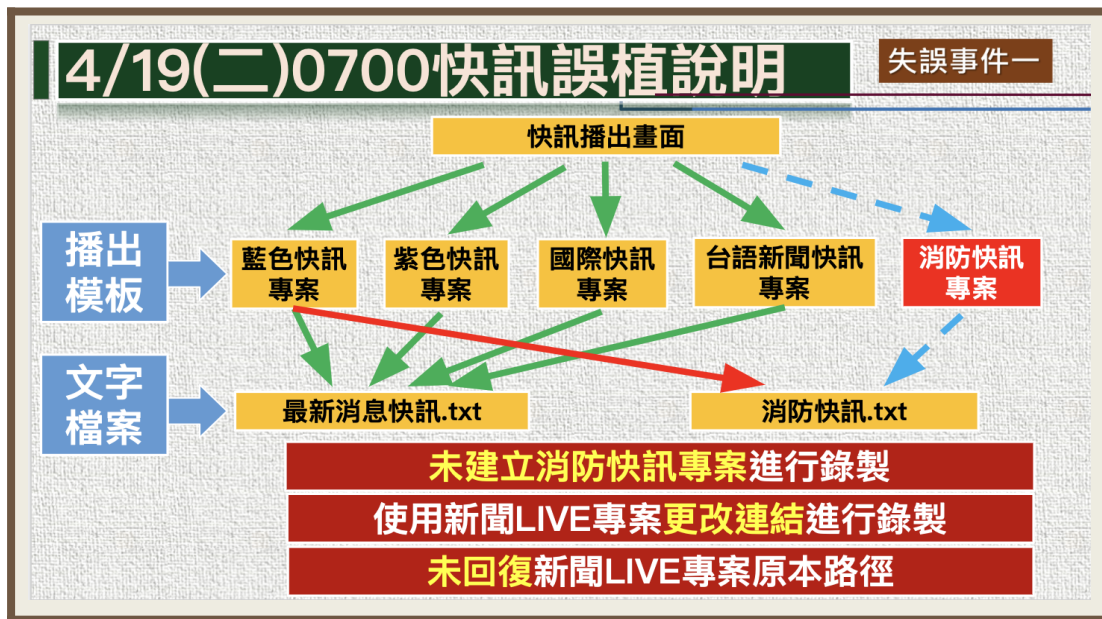 4/19(二)0700快訊誤植說明
失誤事件一
快訊播出畫面
播出
模板
藍色快訊
專案
紫色快訊
專案
國際快訊
專案
台語新聞快訊
專案
消防快訊
專案
文字
檔案
最新消息快訊.txt
消防快訊.txt
未建立消防快訊專案進行錄製
使用新聞LIVE專案更改連結進行錄製
未回復新聞LIVE專案原本路徑